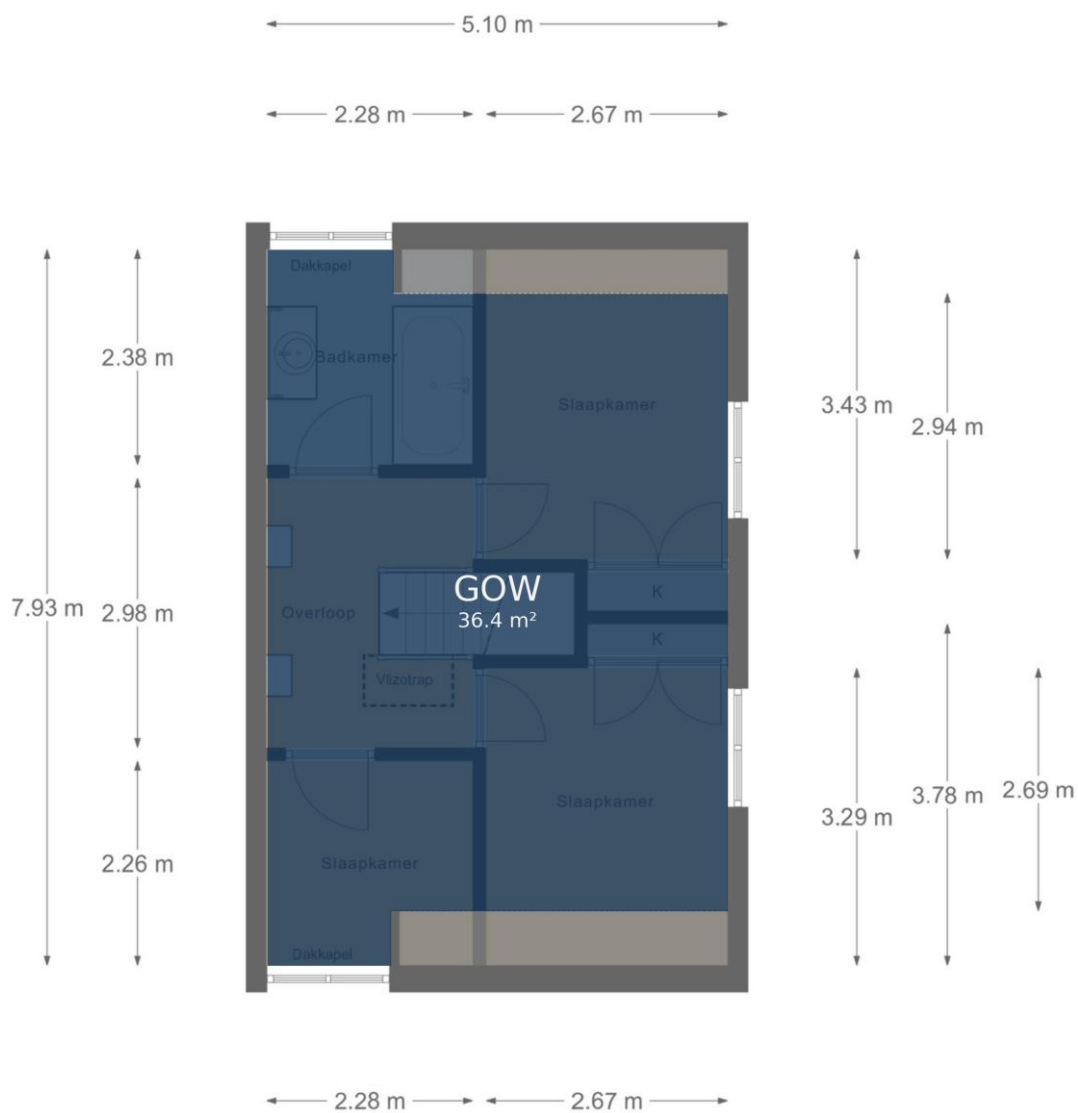 5.10 m
2.28 m
2.67 m
Dakkapel
Badkamer
Slaapkamer
2.38 m
3.43 m
2.94 m
7.93 m
2.98 m
Overloop
GOW
36.4 m²
K
K
Vlizotrap
Slaapkamer
Slaapkamer
Dakkapel
2.26 m
3.29 m
3.78 m
2.69 m
2.28 m
2.67 m